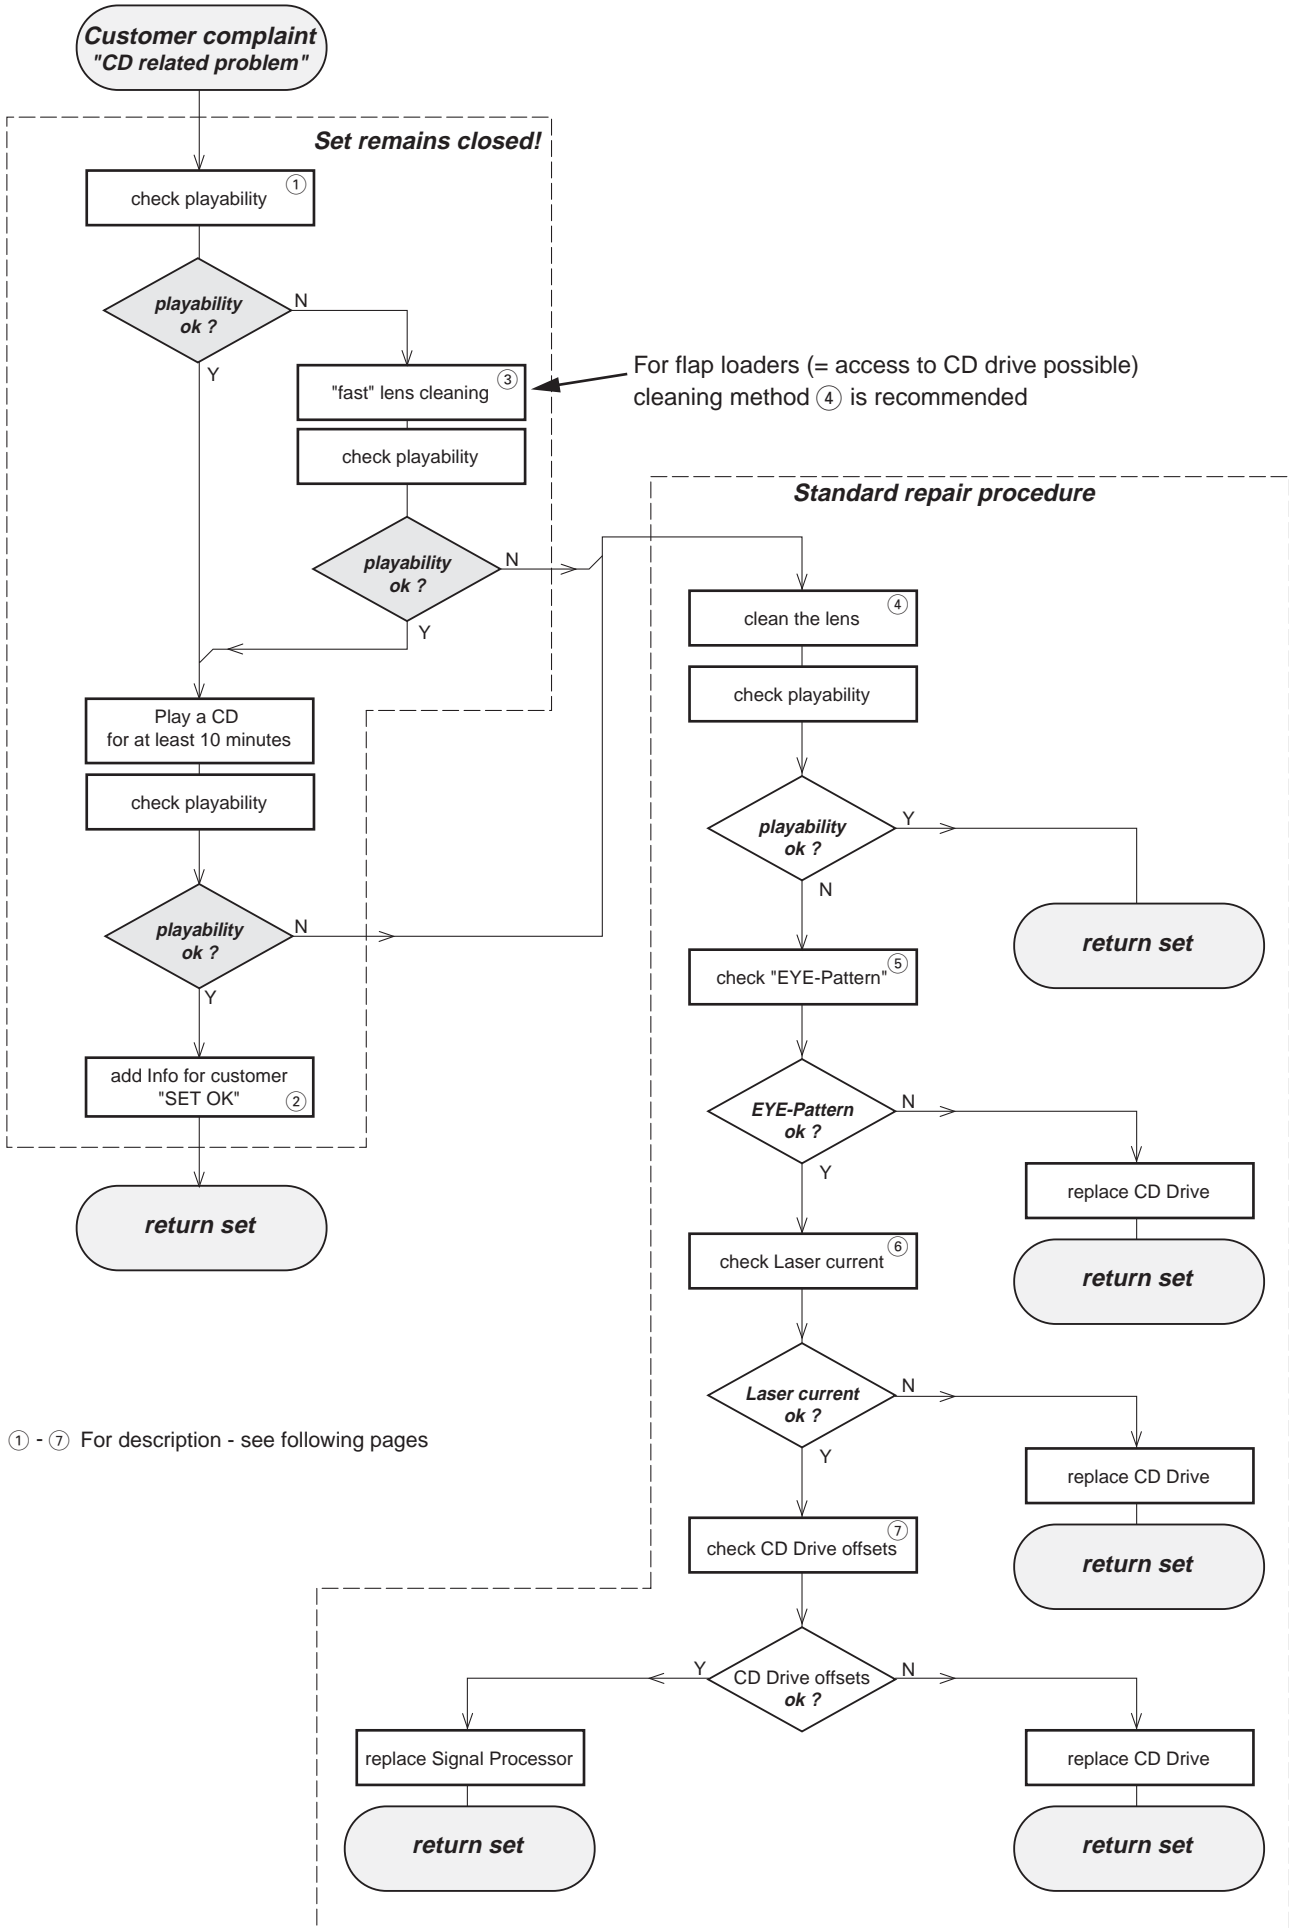 Customer complaint
"CD related problem"
Set remains closed!
check playability
①
playability
ok ?
N
Y
"fast" lens cleaning
③
For flap loaders (= access to CD drive possible)
cleaning method ④ is recommended
check playability
playability
ok ?
N
Y
Play a CD
for at least 10 minutes
check playability
playability
ok ?
N
Y
add Info for customer
"SET OK"
②
return set
① - ⑦ For description - see following pages
Standard repair procedure
clean the lens
④
check playability
playability
ok ?
Y
N
return set
check "EYE-Pattern"
⑤
EYE-Pattern
ok ?
N
Y
replace CD Drive
return set
check Laser current
⑥
Laser current
ok ?
N
Y
replace CD Drive
return set
check CD Drive offsets
⑦
CD Drive offsets
ok ?
Y
N
replace Signal Processor
return set
replace CD Drive
return set